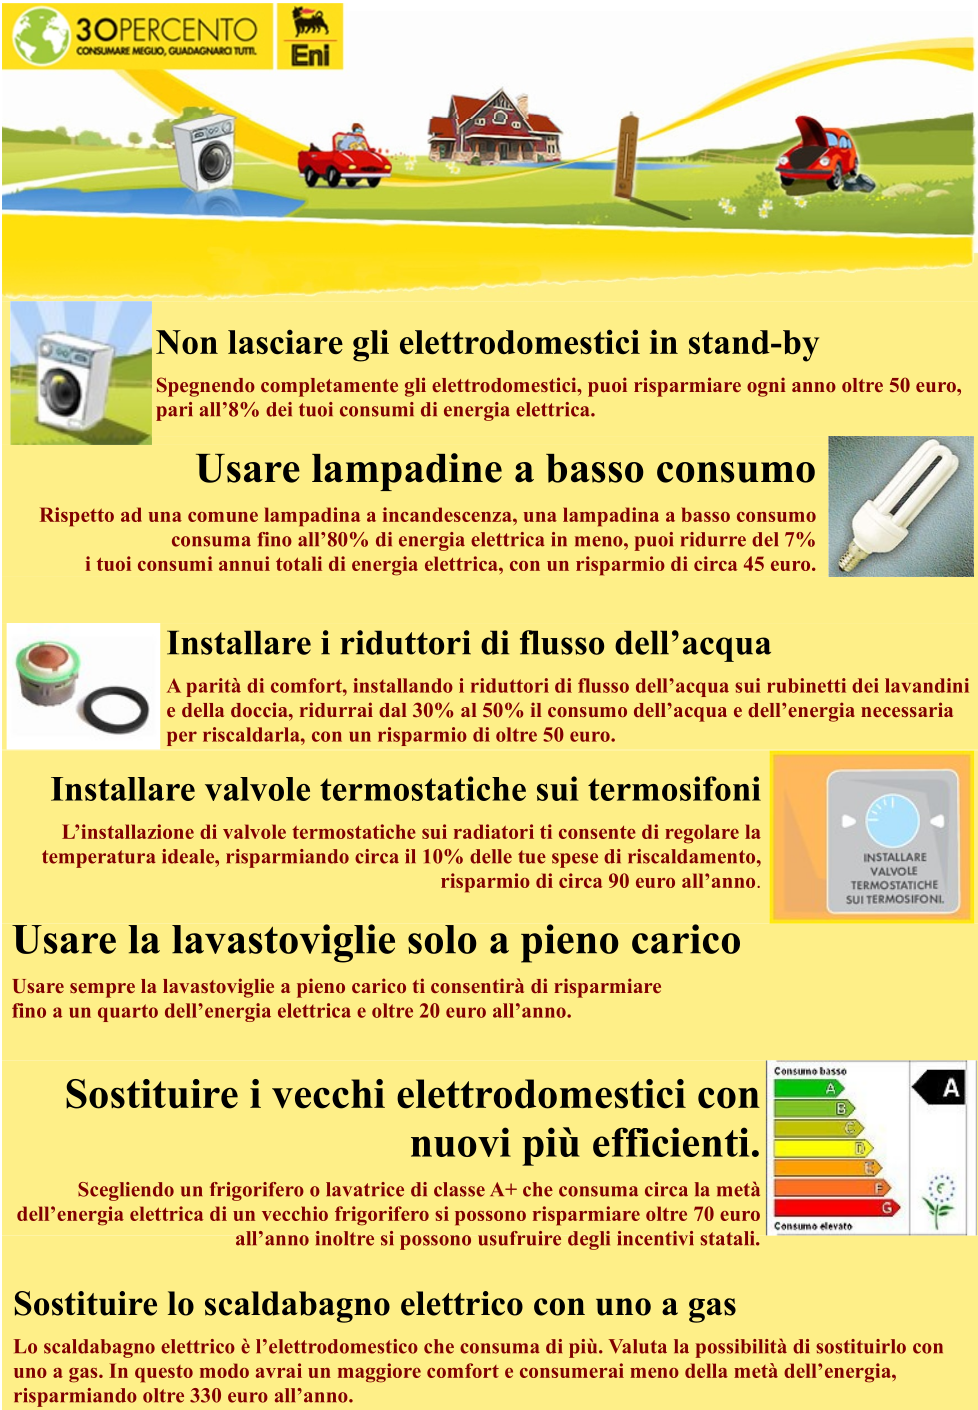 30PERCENTO
CONSUMARE MEGLIO, GUADAGNARCI TUTTI.
Eni
Non lasciare gli elettrodomestici in stand-by
Spegnendo completamente gli elettrodomestici, puoi risparmiare ogni anno oltre 50 euro,
pari all’8% dei tuoi consumi di energia elettrica.
Usare lampadine a basso consumo
Rispetto ad una comune lampadina a incandescenza, una lampadina a basso consumo
consuma fino all’80% di energia elettrica in meno, puoi ridurre del 7%
i tuoi consumi annui totali di energia elettrica, con un risparmio di circa 45 euro.
Installare i riduttori di flusso dell’acqua
A parità di comfort, installando i riduttori di flusso dell’acqua sui rubinetti dei lavandini
e della doccia, ridurrai dal 30% al 50% il consumo dell’acqua e dell’energia necessaria
per riscaldarla, con un risparmio di oltre 50 euro.
Installare valvole termostatiche sui termosifoni
L’installazione di valvole termostatiche sui radiatori ti consente di regolare la
temperatura ideale, risparmiando circa il 10% delle tue spese di riscaldamento,
risparmio di circa 90 euro all’anno.
INSTALLARE
VALVOLE
TERMOSTATICHE
SUI TERMOSIFONI.
Usare la lavastoviglie solo a pieno carico
Usare sempre la lavastoviglie a pieno carico ti consentirà di risparmiare
fino a un quarto dell’energia elettrica e oltre 20 euro all’anno.
Sostituire i vecchi elettrodomestici con
nuovi più efficienti.
Scegliendo un frigorifero o lavatrice di classe A+ che consuma circa la metà
dell’energia elettrica di un vecchio frigorifero si possono risparmiare oltre 70 euro
all’anno inoltre si possono usufruire degli incentivi statali.
Consumo basso
A
A
B
C
D
E
F
G
€
Consumo elevato
Sostituire lo scaldabagno elettrico con uno a gas
Lo scaldabagno elettrico è l’elettrodomestico che consuma di più. Valuta la possibilità di sostituirlo con
uno a gas. In questo modo avrai un maggiore comfort e consumerai meno della metà dell’energia,
risparmiando oltre 330 euro all’anno.